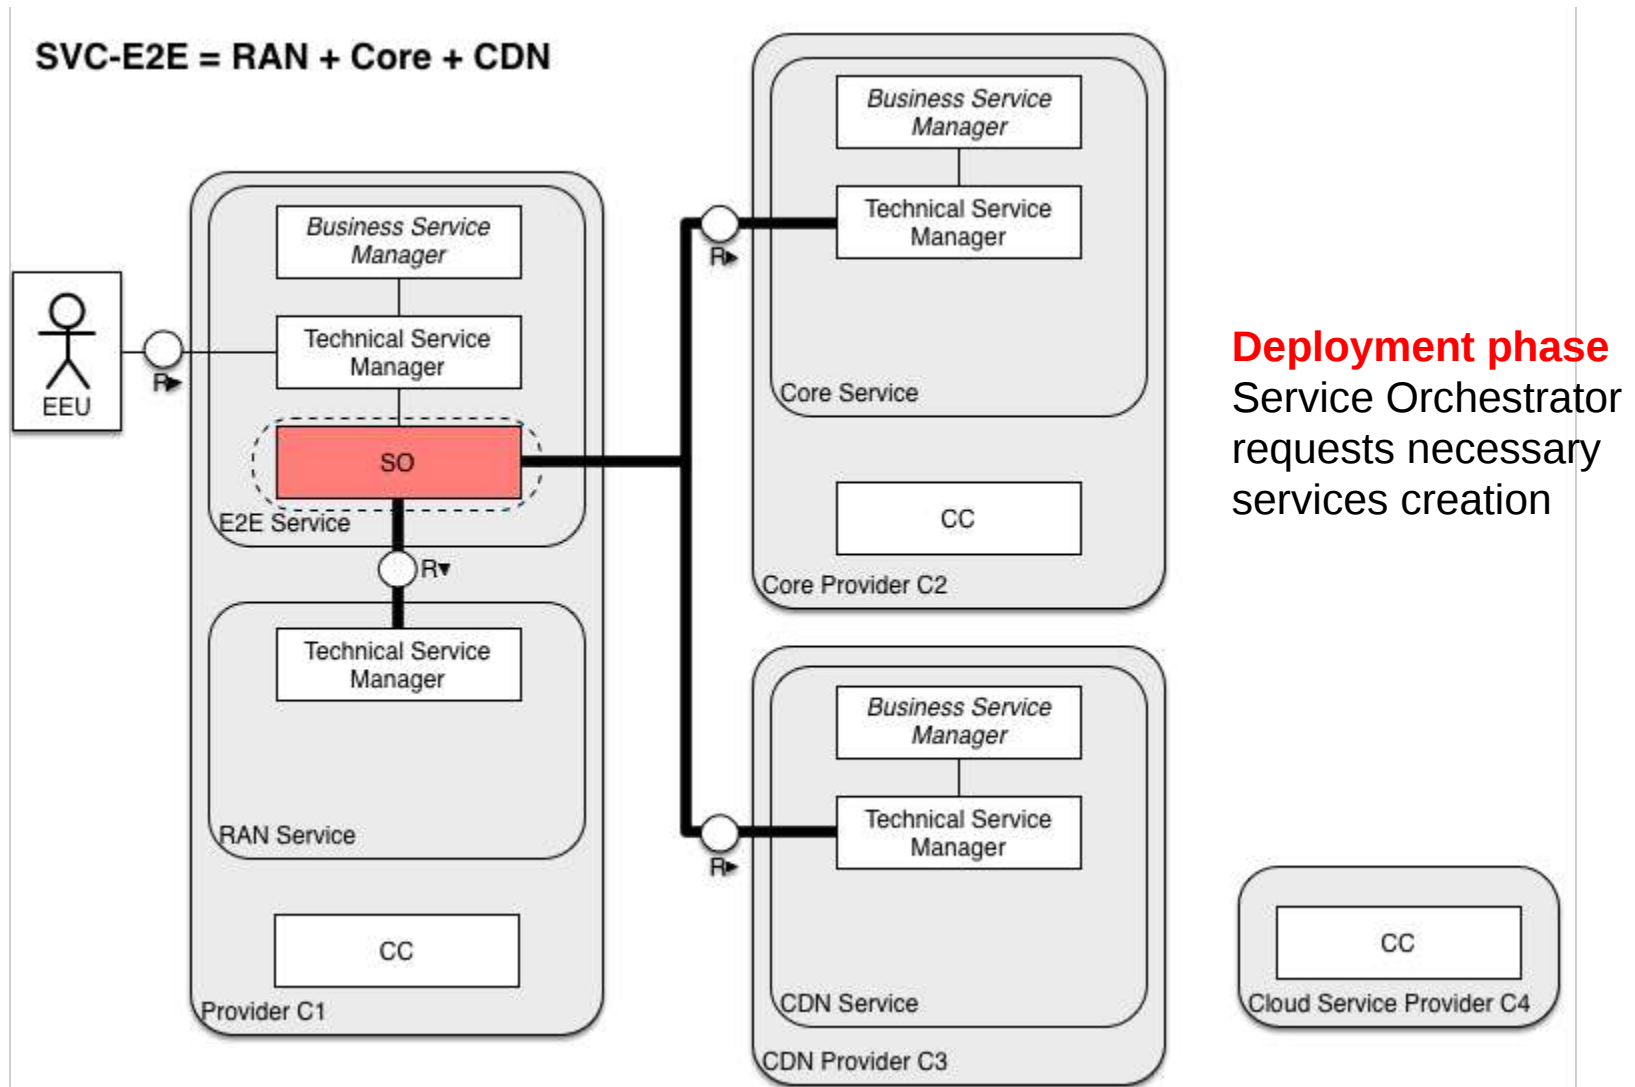 SVC-E2E = RAN + Core + CDN
EEU
R▶
Business Service
Manager
Technical Service
Manager
SO
E2E Service
R▼
Technical Service
Manager
RAN Service
CC
Provider C1
R▶
Business Service
Manager
Technical Service
Manager
Core Service
CC
Core Provider C2
R▶
Business Service
Manager
Technical Service
Manager
CDN Service
CDN Provider C3
Deployment phase
Service Orchestrator
requests necessary
services creation
CC
Cloud Service Provider C4